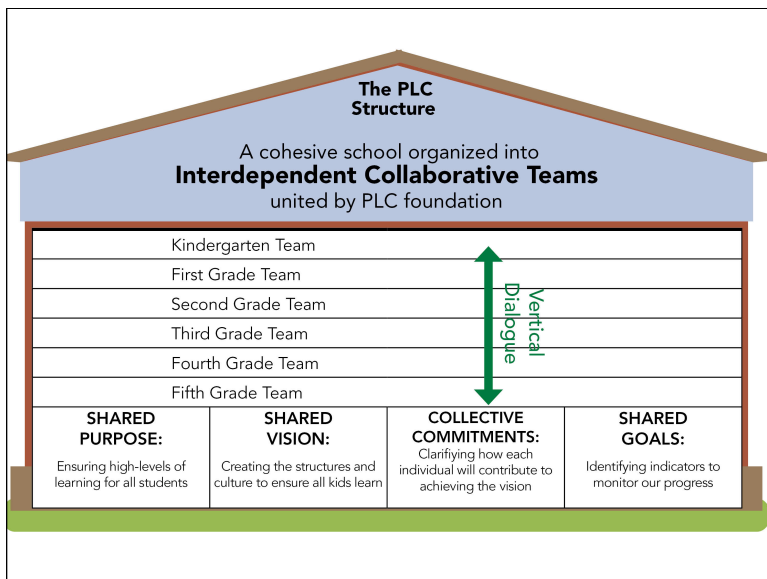 The PLC
Structure
A cohesive school organized into
Interdependent Collaborative Teams
united by PLC foundation
Kindergarten Team
First Grade Team
Second Grade Team
Third Grade Team
Fourth Grade Team
Fifth Grade Team
Vertical
Dialogue
SHARED
PURPOSE:
Ensuring high-levels of
learning for all students
SHARED
VISION:
Creating the structures and
culture to ensure all kids learn
COLLECTIVE
COMMITMENTS:
Clarifiying how each
individual will contribute to
achieving the vision
SHARED
GOALS:
Identifying indicators to
monitor our progress